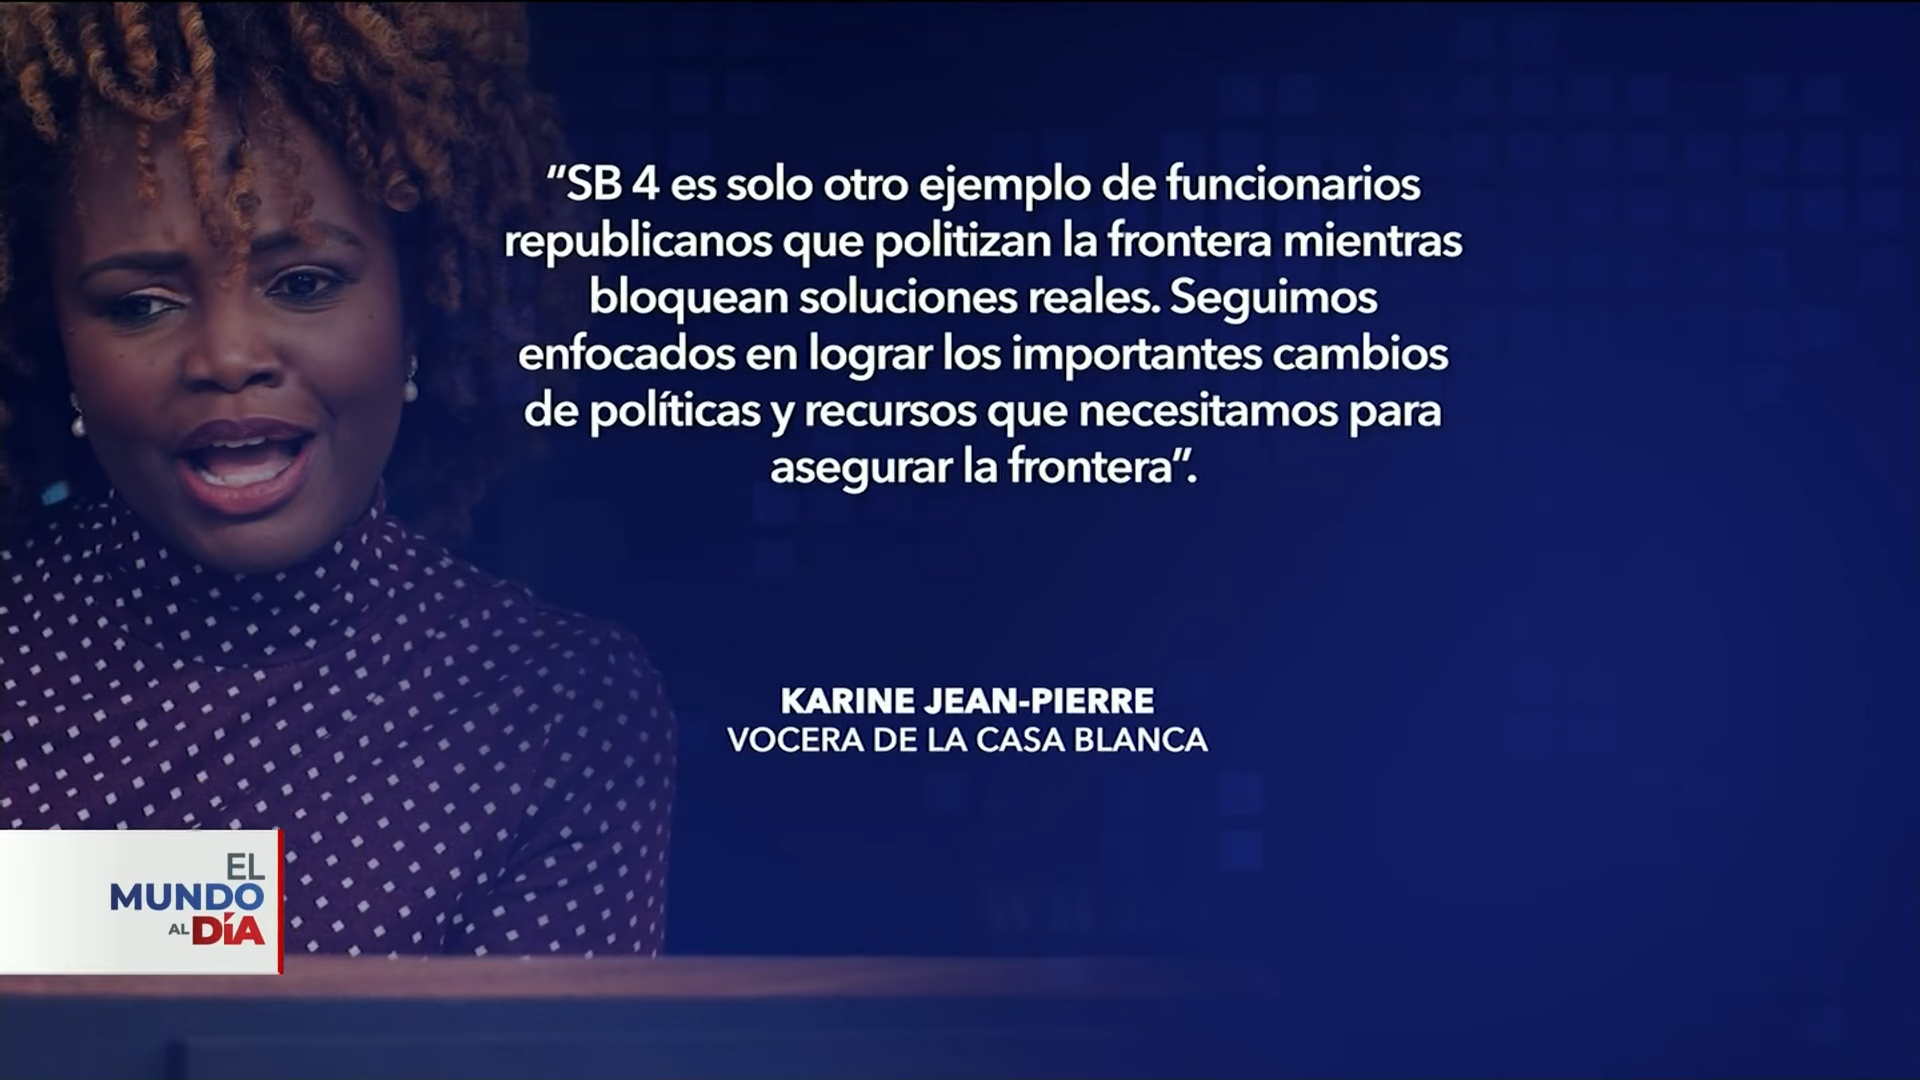 “SB 4 es solo otro ejemplo de funcionarios
republicanos que politizan la frontera mientras
bloquean soluciones reales. Seguimos
enfocados en lograr los importantes cambios
de políticas y recursos que necesitamos para
asegurar la frontera”.
KARINE JEAN-PIERRE
VOCERA DE LA CASA BLANCA
EL
MUNDO
AL DÍA